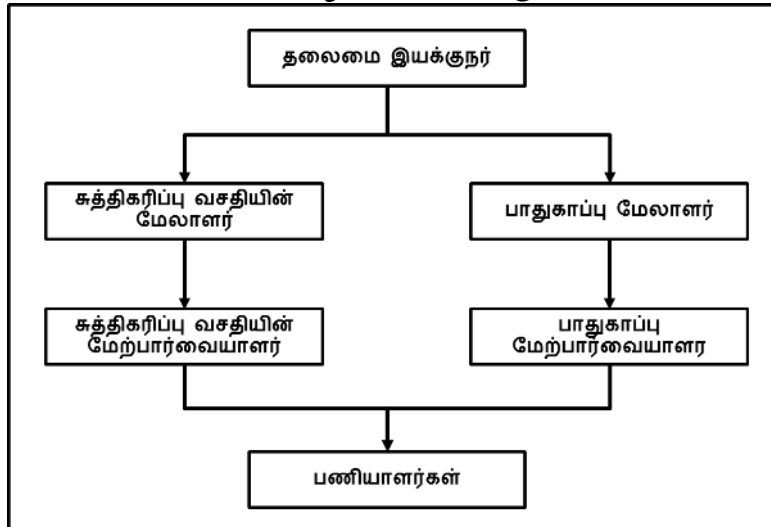 தலைமை இயக்குநர்
சுத்திகரிப்பு வசதியின்
மேலாளர்
பாதுகாப்பு மேலாளர்
சுத்திகரிப்பு வசதியின்
மேற்பார்வையாளர்
பாதுகாப்பு
மேற்பார்வையாளர
பணியாளர்கள்